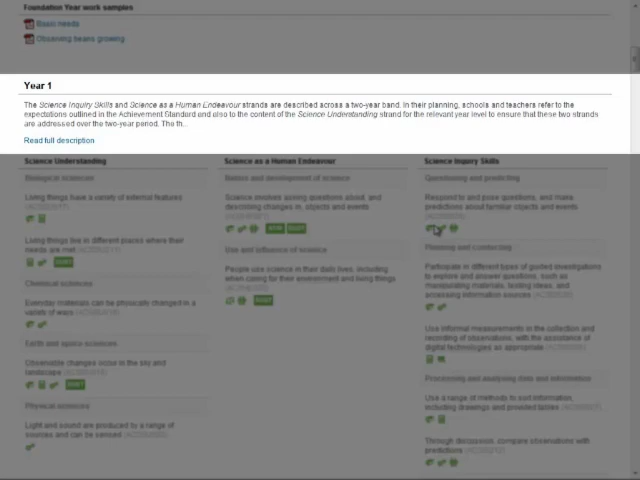 Foundation Year work samples
Basic needs
Observing beans growing
Year 1
The Science Inquiry Skills and Science as a Human Endeavour strands are described across a two-year band. In their planning, schools and teachers refer to the
expectations outlined in the Achievement Standard and also to the content of the Science Understanding strand for the relevant year level to ensure that these two strands
are addressed over the two-year period. The th...
Read full description
Science Understanding
Biological sciences
Living things have a variety of external features
Living things live in different places where their
needs are met
Chemical sciences
Everyday materials can be physically changed in a
variety of ways
Earth and space sciences
Observable changes occur in the sky and
landscape
Physical sciences
Light and sound are produced by a range of
sources and can be sensed
Science as a Human Endeavour
Nature and development of science
Science involves asking questions about, and
describing changes in, objects and events
Use and influence of science
People use science in their daily lives, including
when caring for their environment and living things
Science Inquiry Skills
Questioning and predicting
Respond to and pose questions, and make
predictions about familiar objects and events
Planning and conducting
Participate in different types of guided investigations
to explore and answer questions, such as
manipulating materials, testing ideas, and
accessing information sources
Use informal measurements in the collection and
recording of observations, with the assistance of
digital technologies as appropriate
Processing and analysing data and information
Use a range of methods to sort information,
including drawings and provided tables
Through discussion, compare observations with
predictions